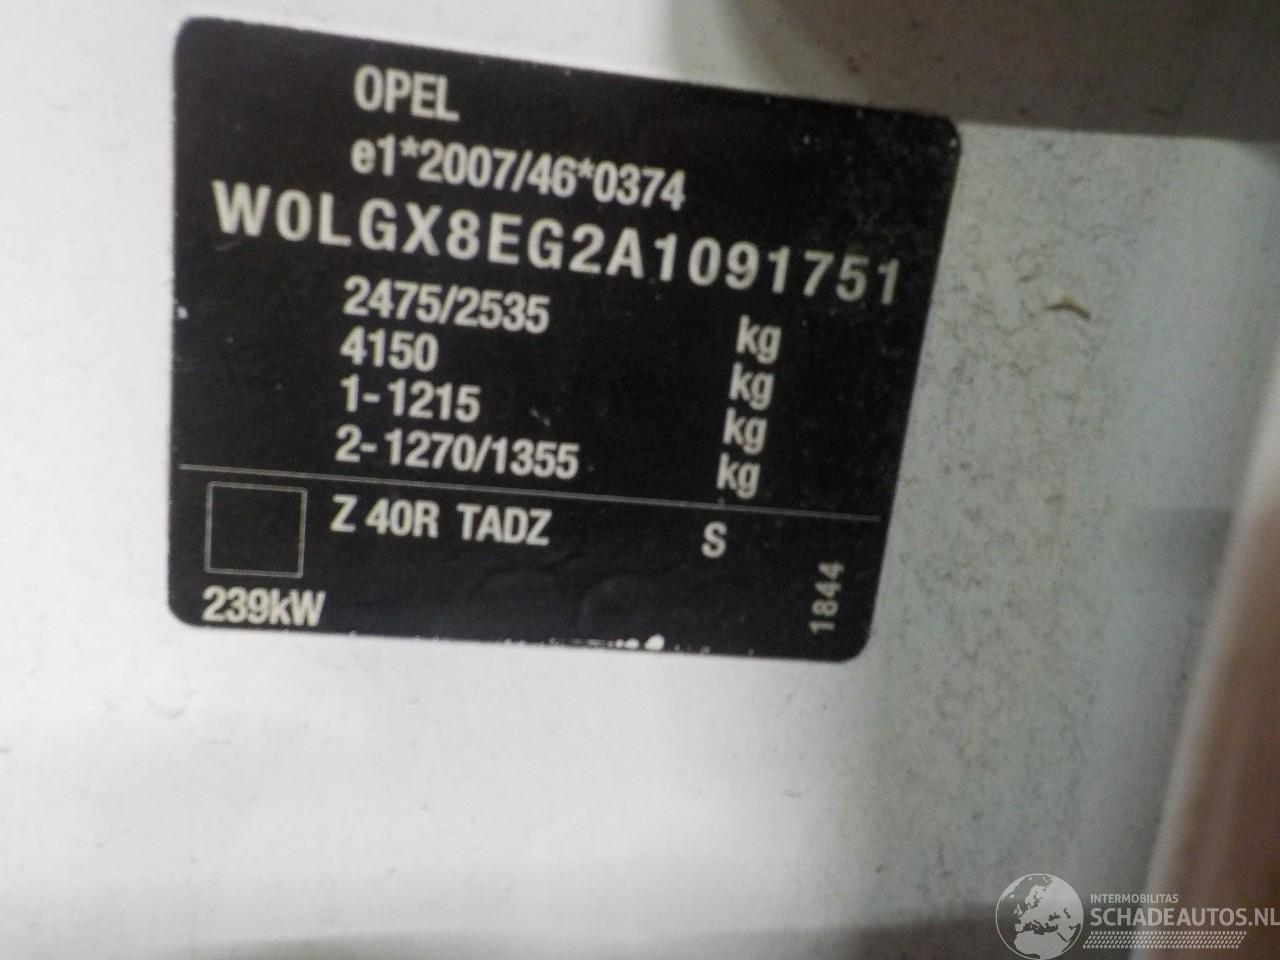 OPEL
e1*2007/46*0374
W0LGX8EG2A1091751
2475/2535 kg
4150 kg
1-1215 kg
2-1270/1355 kg
Z 40R TADZ S
239kW
1844
INTERMOBILITAS
SCHADEAUTOS.NL